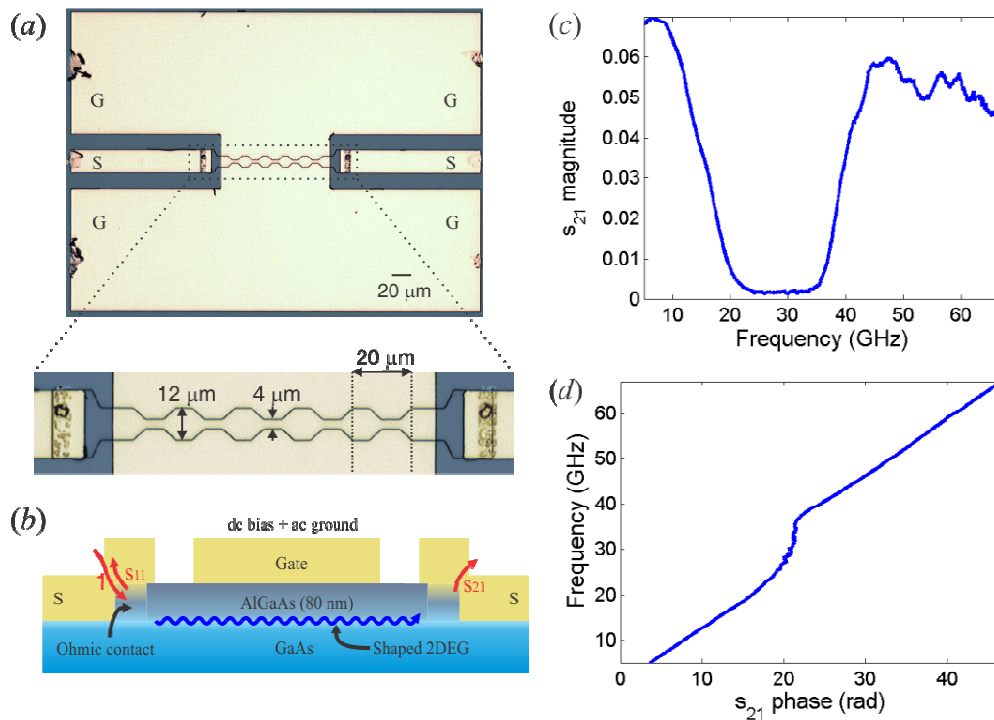 (a)
G
S
G
G
S
G
20 μm
20 μm
12 μm
4 μm
(b)
dc bias + ac ground
S11
1
Gate
S21
S
AlGaAs (80 nm)
S
Ohmic contact
GaAs
Shaped 2DEG
(c)
s21 magnitude
0.06
0.05
0.04
0.03
0.02
0.01
0
10 20 30 40 50 60
Frequency (GHz)
(d)
Frequency (GHz)
60
50
40
30
20
10
0 10 20 30 40
s21 phase (rad)